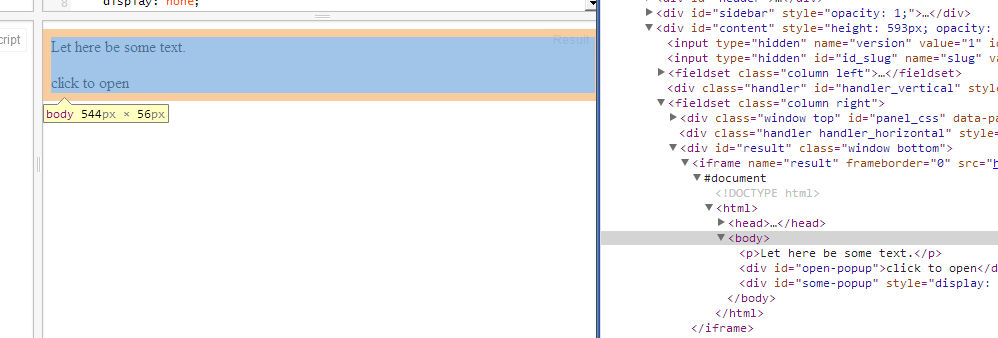 8 display: none;
cript
Result
Let here be some text.
click to open
body 544px × 56px
<header >…</header>
▶<div id="sidebar" style="opacity: 1;">…</div>
▼<div id="content" style="height: 593px; opacity:
<input type="hidden" name="version" value="1" id
<input type="hidden" id="id_slug" name="slug" va
▶<fieldset class="column left">…</fieldset>
<div class="handler" id="handler_vertical" style
▼<fieldset class="column right">
▶<div class="window top" id="panel_css" data-pa
<div class="handler handler_horizontal" style=
▼<div id="result" class="window bottom">
▼<iframe name="result" frameborder="0" src="h
▼#document
<!DOCTYPE html>
▼<html>
▶<head>…</head>
▼<body>
<p>Let here be some text.</p>
<div id="open-popup">click to open</d
<div id="some-popup" style="display:
</body>
</html>
</iframe>